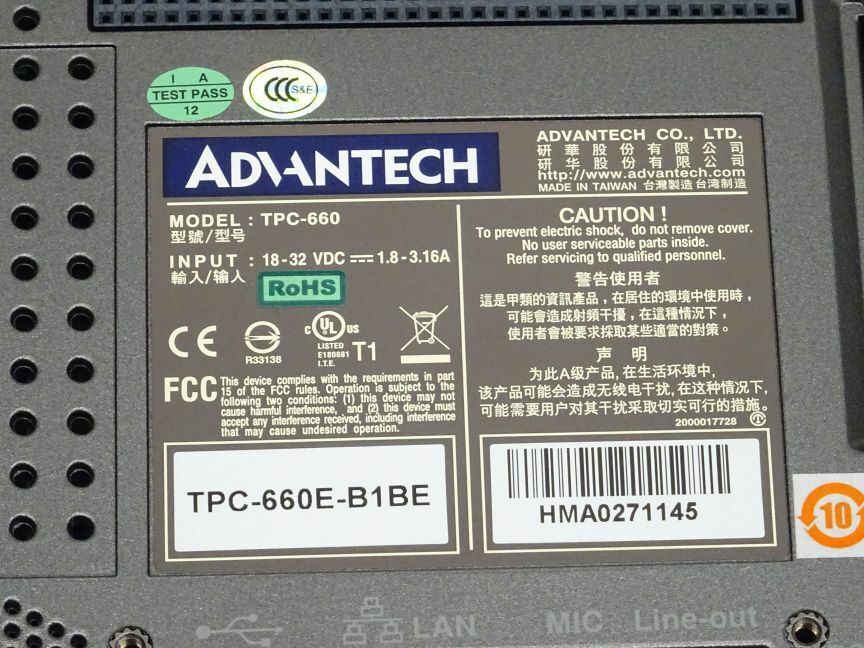 I A
TEST PASS
12
CCC S&E
ADVANTECH
ADVANTECH CO., LTD.
研華股份有限公司
研华股份有限公司
http://www.advantech.com
MADE IN TAIWAN 台灣製造 台湾制造
MODEL : TPC-660
型號/型号
INPUT : 18-32 VDC ⎓ 1.8-3.16A
輸入/输入
RoHS
CE
R33138
c UL US
LISTED
E180881
I.T.E.
T1
FCC This device complies with the requirements in part
15 of the FCC rules. Operation is subject to the
following two conditions: (1) this device may not
cause harmful interference, and (2) this device must
accept any interference received, including interference
that may cause undesired operation.
CAUTION !
To prevent electric shock, do not remove cover.
No user serviceable parts inside.
Refer servicing to qualified personnel.
警告使用者
這是甲類的資訊產品，在居住的環境中使用時，
可能會造成射頻干擾，在這種情況下，
使用者會被要求採取某些適當的對策。
声 明
为此A级产品，在生活环境中，
该产品可能会造成无线电干扰，在这种情况下，
可能需要用户对其干扰采取切实可行的措施。
2000017728
TPC-660E-B1BE
HMA0271145
10
LAN
MIC
Line-out